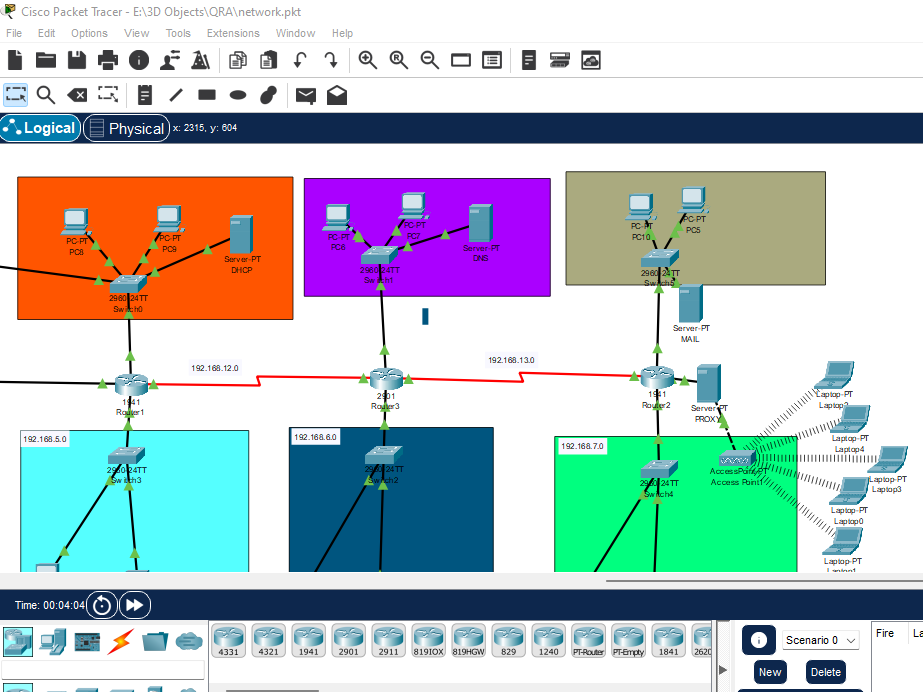 Cisco Packet Tracer - E:\3D Objects\QRA\network.pkt
File Edit Options View Tools Extensions Window Help
Logical Physical x: 2315, y: 604
PC-PT
PC8
PC-PT
PC9
Server-PT
DHCP
2960-24TT
Switch0
PC-PT
PC6
PC-PT
PC7
Server-PT
DNS
2960-24TT
Switch1
PC-PT
PC10
PC-PT
PC5
2960-24TT
Switch5
Server-PT
MAIL
192.168.12.0
192.168.13.0
1941
Router1
2901
Router3
1941
Router2
Server-PT
PROXY
Laptop-PT
Laptop2
Laptop-PT
Laptop4
Laptop-PT
Laptop3
Laptop-PT
Laptop0
Laptop-PT
Laptop1
AccessPoint-PT
Access Point1
192.168.5.0
2960-24TT
Switch3
192.168.6.0
2960-24TT
Switch2
192.168.7.0
2960-24TT
Switch4
Time: 00:04:04
4331 4321 1941 2901 2911 819IOX 819HGW 829 1240 PT-Router PT-Empty 1841 2620
Scenario 0
New Delete
Fire La